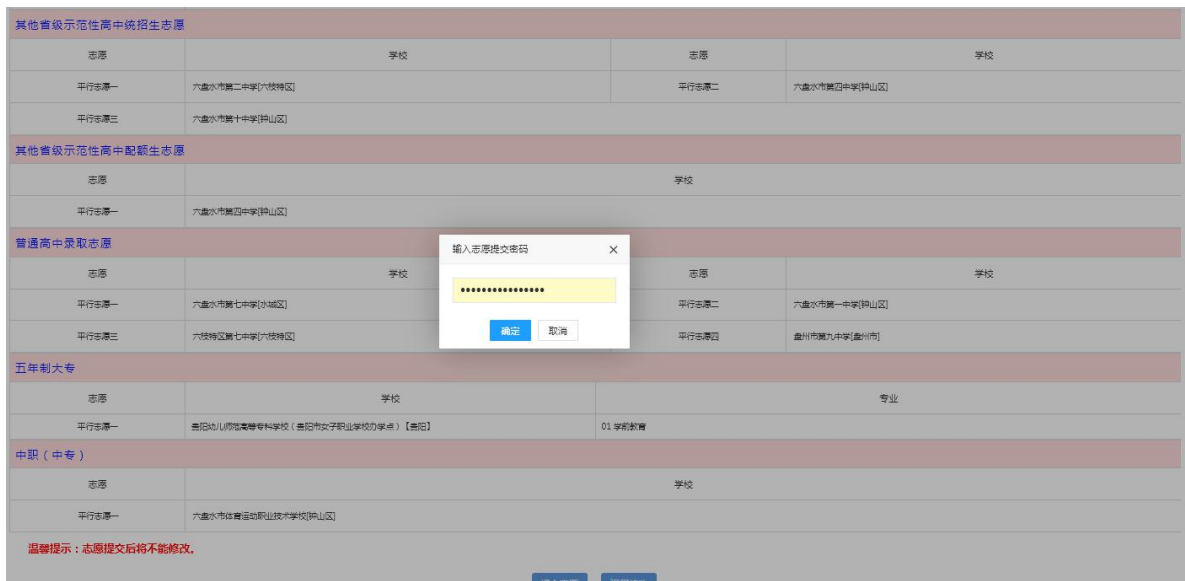 其他省级示范性高中统招生志愿
志愿 学校 志愿 学校
平行志愿一 六盘水市第二中学[六枝特区] 平行志愿二 六盘水市第四中学[钟山区]
平行志愿三 六盘水市第十中学[钟山区]
其他省级示范性高中配额生志愿
志愿 学校
平行志愿一 六盘水市第四中学[钟山区]
普通高中录取志愿
输入志愿提交密码 ×
志愿 学校 志愿 学校
••••••••••••••••
平行志愿一 六盘水市第七中学[水城区] 平行志愿二 六盘水市第一中学[钟山区]
确定 取消
平行志愿三 六枝特区第七中学[六枝特区] 平行志愿四 盘州市第九中学[盘州市]
五年制大专
志愿 学校 专业
平行志愿一 贵阳幼儿师范高等专科学校（贵阳市女子职业学校办学点）【贵阳】 01 学前教育
中职（中专）
志愿 学校
平行志愿一 六盘水市体育运动职业技术学校[钟山区]
温馨提示：志愿提交后将不能修改。